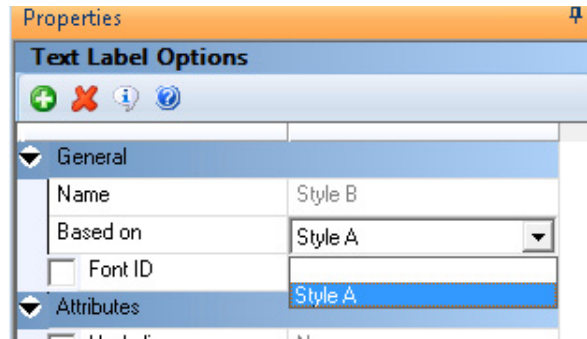 Properties
Text Label Options
General
Name Style B
Based on Style A
Font ID
Style A
Attributes